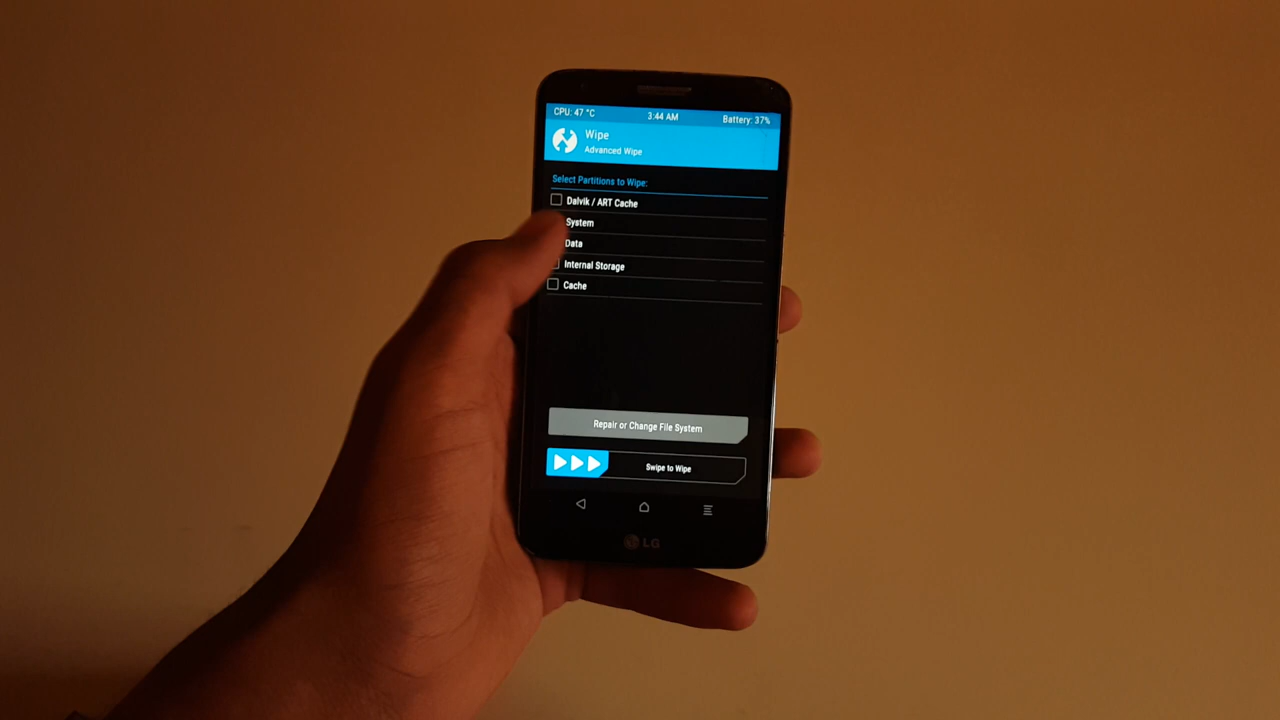 CPU: 47 °C 3:44 AM Battery: 37%
Wipe
Advanced Wipe
Select Partitions to Wipe:
Dalvik / ART Cache
System
Data
Internal Storage
Cache
Repair or Change File System
Swipe to Wipe
LG